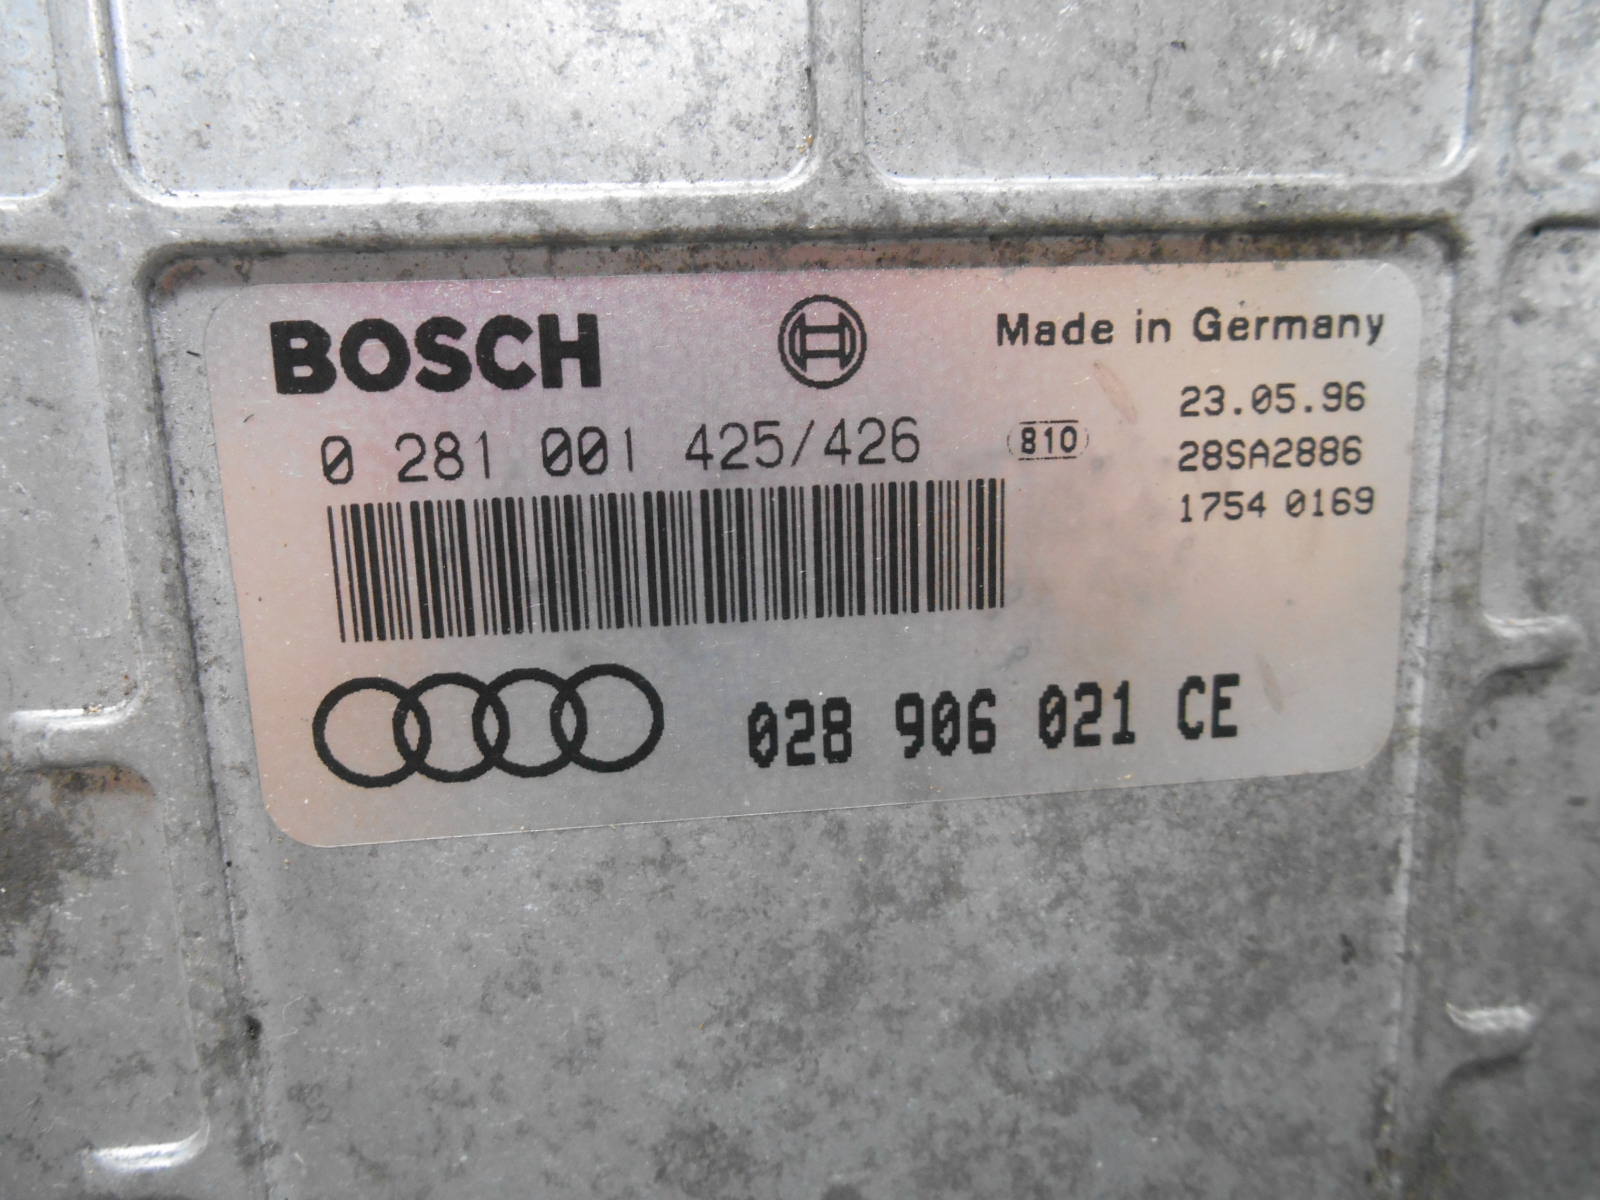 BOSCH
Made in Germany
23.05.96
0 281 001 425/426
810
28SA2886
1754 0169
028 906 021 CE